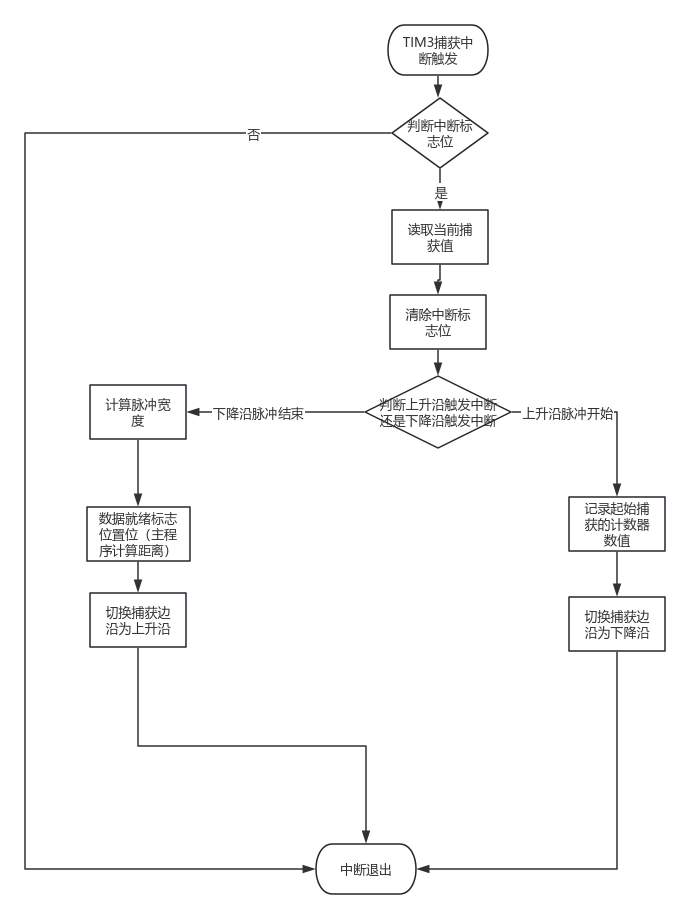 TIM3捕获中
断触发
判断中断标
志位
否
是
读取当前捕
获值
清除中断标
志位
判断上升沿触发中断
还是下降沿触发中断
下降沿脉冲结束
上升沿脉冲开始
计算脉冲宽
度
数据就绪标志
位置位（主程
序计算距离）
切换捕获边
沿为上升沿
记录起始捕
获的计数器
数值
切换捕获边
沿为下降沿
中断退出